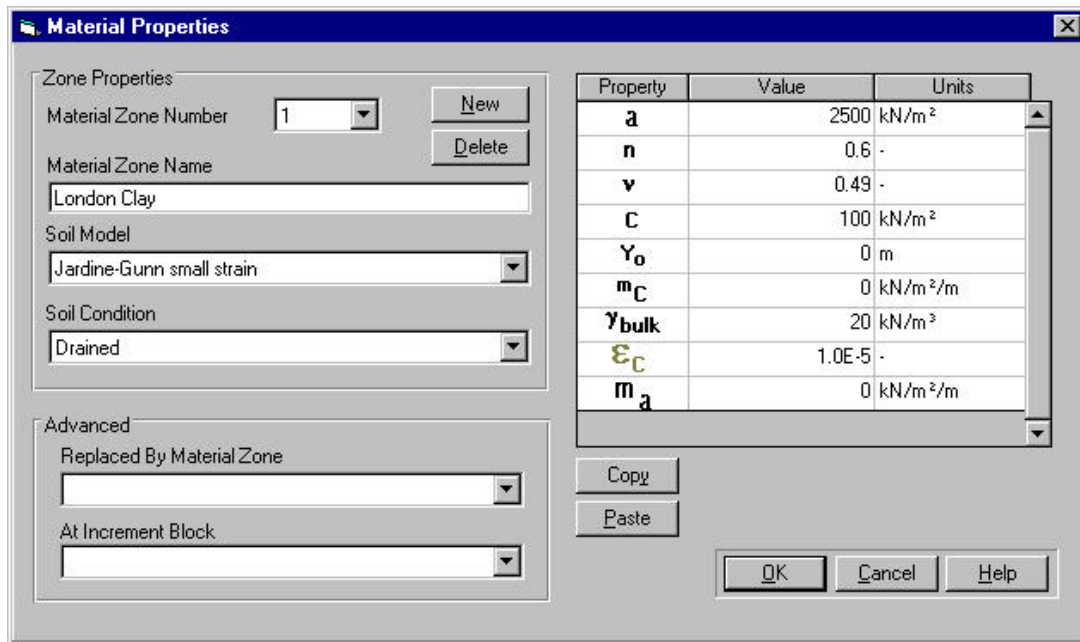 Material Properties
Zone Properties
Material Zone Number 1 New
Delete
Material Zone Name
London Clay
Soil Model
Jardine-Gunn small strain
Soil Condition
Drained
Advanced
Replaced By Material Zone
At Increment Block
Property Value Units
a 2500 kN/m²
n 0.6 -
ν 0.49 -
C 100 kN/m²
Yo 0 m
mC 0 kN/m²/m
γbulk 20 kN/m³
εC 1.0E-5 -
ma 0 kN/m²/m
Copy
Paste
OK Cancel Help